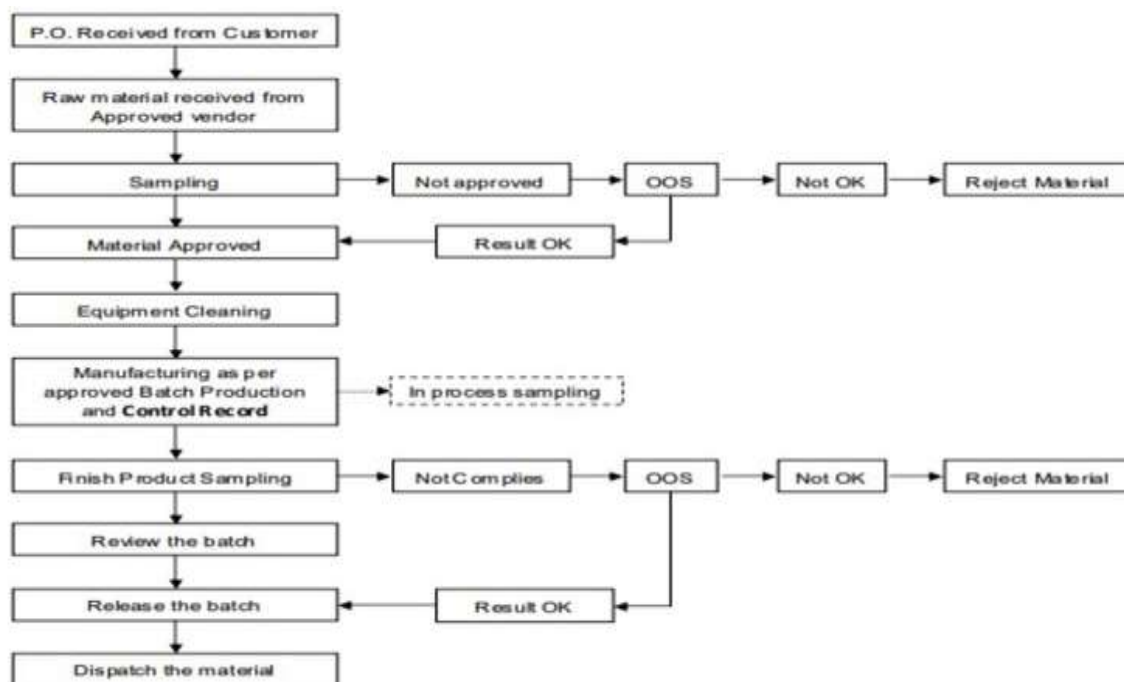 P.O. Received from Customer
Raw material received from
Approved vendor
Sampling
Not approved
OOS
Not OK
Reject Material
Material Approved
Result OK
Equipment Cleaning
Manufacturing as per
approved Batch Production
and Control Record
In process sampling
Finish Product Sampling
Not Complies
OOS
Not OK
Reject Material
Review the batch
Release the batch
Result OK
Dispatch the material